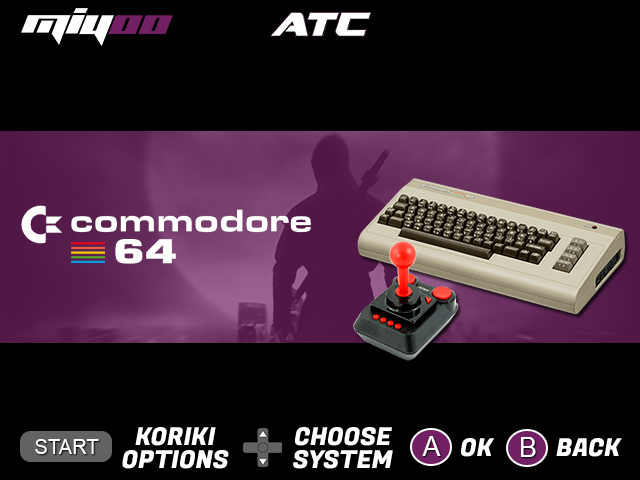 miyoo
ATC
commodore
64
START
KORIKI
OPTIONS
CHOOSE
SYSTEM
A
OK
B
BACK